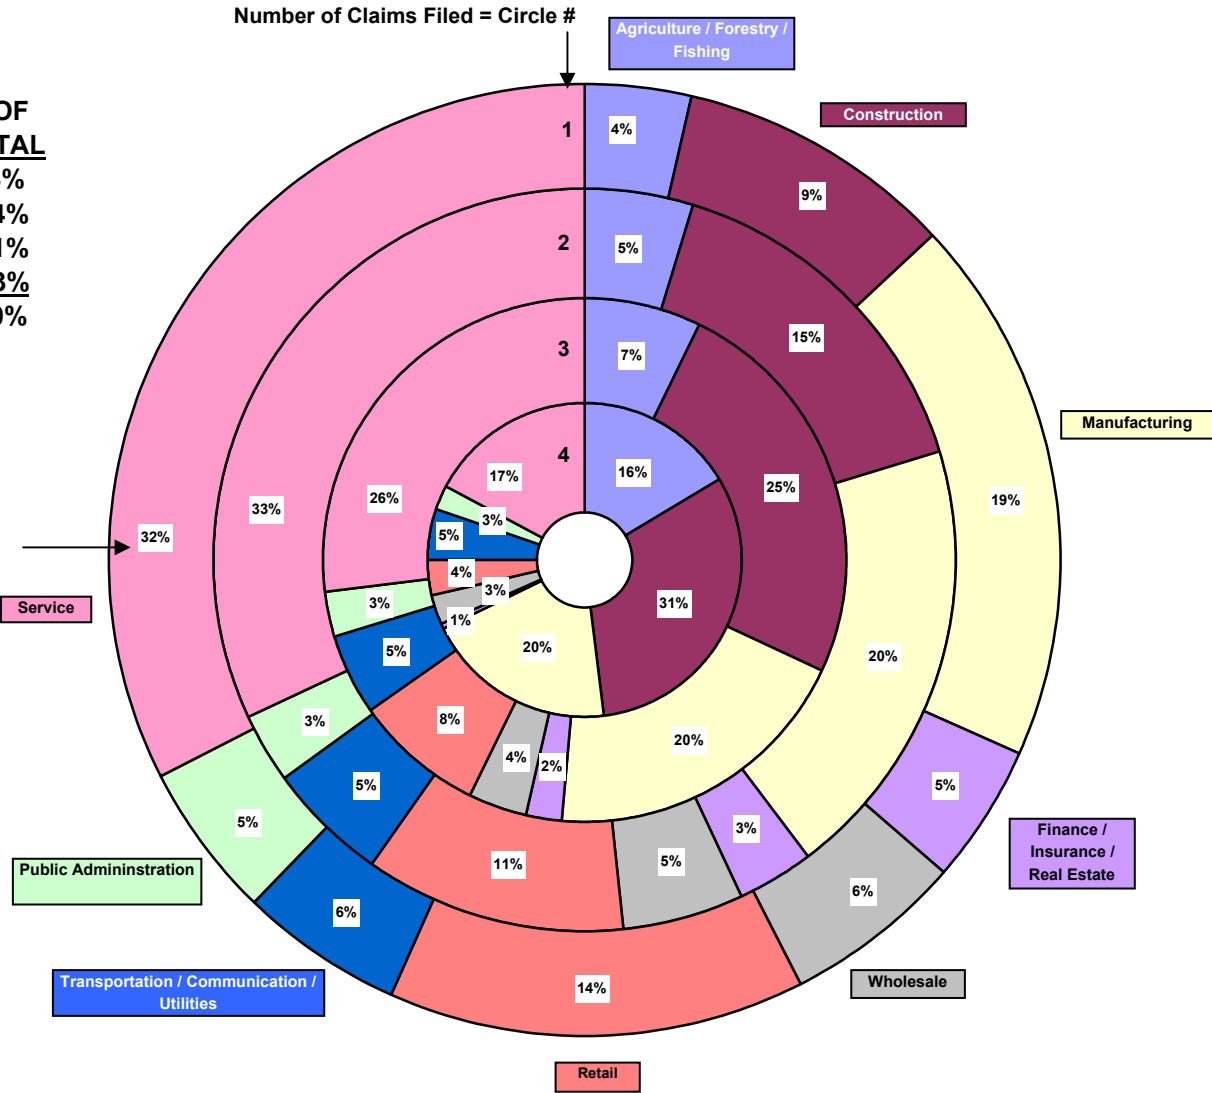 Number of Claims Filed = Circle #
Agriculture / Forestry /
Fishing
OF
TAL
%
4%
1%
3%
0%
Construction
1
4%
9%
2
5%
15%
3
7%
Manufacturing
4
16%
17%
25%
26%
33%
32%
19%
3%
5%
4%
3%
1%
31%
20%
Service
3%
5%
20%
8%
20%
4%
2%
3%
5%
11%
5%
3%
5%
Finance /
Insurance /
Real Estate
5%
6%
6%
14%
Public Admininstration
Transportation / Communication /
Utilities
Wholesale
Retail